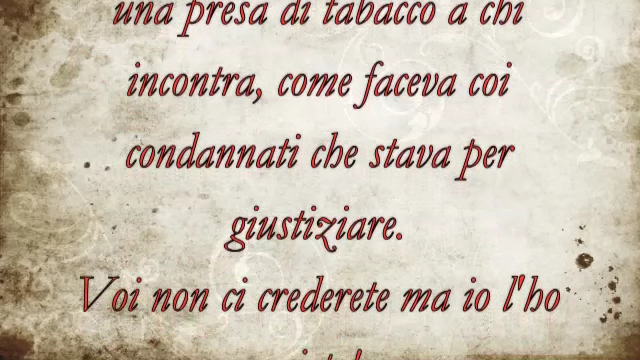 una presa di tabacco a chi
incontra, come faceva coi
condannati che stava per
giustiziare.
Voi non ci crederete ma io l'ho